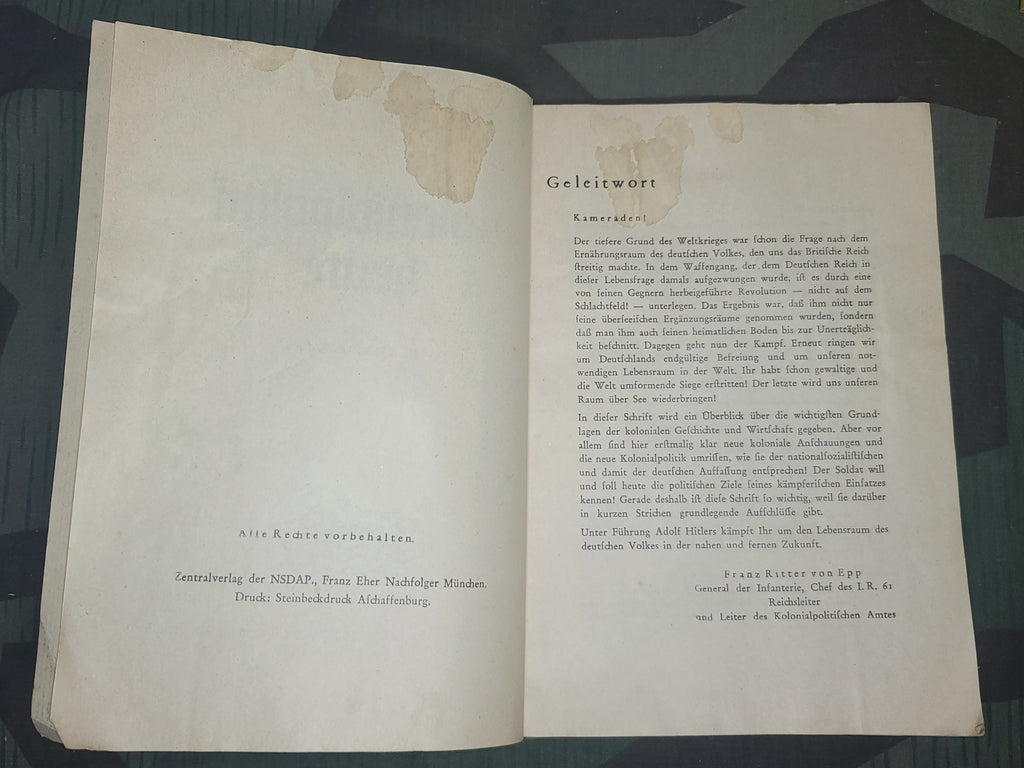 Alle Rechte vorbehalten.
Zentralverlag der NSDAP., Franz Eher Nachfolger München.
Druck: Steinbeckdruck Aſchaffenburg.
Geleitwort
Kameraden!
Der tiefere Grund des Weltkrieges war ſchon die Frage nach dem
Ernährungsraum des deutſchen Volkes, den uns das Britiſche Reich
ſtreitig machte. In dem Waffengang, der dem Deutſchen Reich in
dieſer Lebensfrage damals aufgezwungen wurde, iſt es durch eine
von ſeinen Gegnern herbeigeführte Revolution — nicht auf dem
Schlachtfeld! — unterlegen. Das Ergebnis war, daß ihm nicht nur
ſeine überſeeiſchen Ergänzungsräume genommen wurden, ſondern
daß man ihm auch ſeinen heimatlichen Boden bis zur Unerträglich-
keit beſchnitt. Dagegen geht nun der Kampf. Erneut ringen wir
um Deutſchlands endgültige Befreiung und um unſeren not-
wendigen Lebensraum in der Welt. Ihr habt ſchon gewaltige und
die Welt umformende Siege erſtritten! Der letzte wird uns unſeren
Raum über See wiederbringen!
In dieſer Schrift wird ein Überblick über die wichtigſten Grund-
lagen der kolonialen Geſchichte und Wirtſchaft gegeben. Aber vor
allem ſind hier erſtmalig klar neue koloniale Anſchauungen und
die neue Kolonialpolitik umriſſen, wie ſie der nationalſozialiſtiſchen
und damit der deutſchen Auffaſſung entſprechen! Der Soldat will
und ſoll heute die politiſchen Ziele ſeines kämpferiſchen Einſatzes
kennen! Gerade deshalb iſt dieſe Schrift ſo wichtig, weil ſie darüber
in kurzen Strichen grundlegende Aufſchlüſſe gibt.
Unter Führung Adolf Hitlers kämpft Ihr um den Lebensraum des
deutſchen Volkes in der nahen und fernen Zukunft.
Franz Ritter von Epp
General der Infanterie, Chef des I. R. 61
Reichsleiter
und Leiter des Kolonialpolitiſchen Amtes